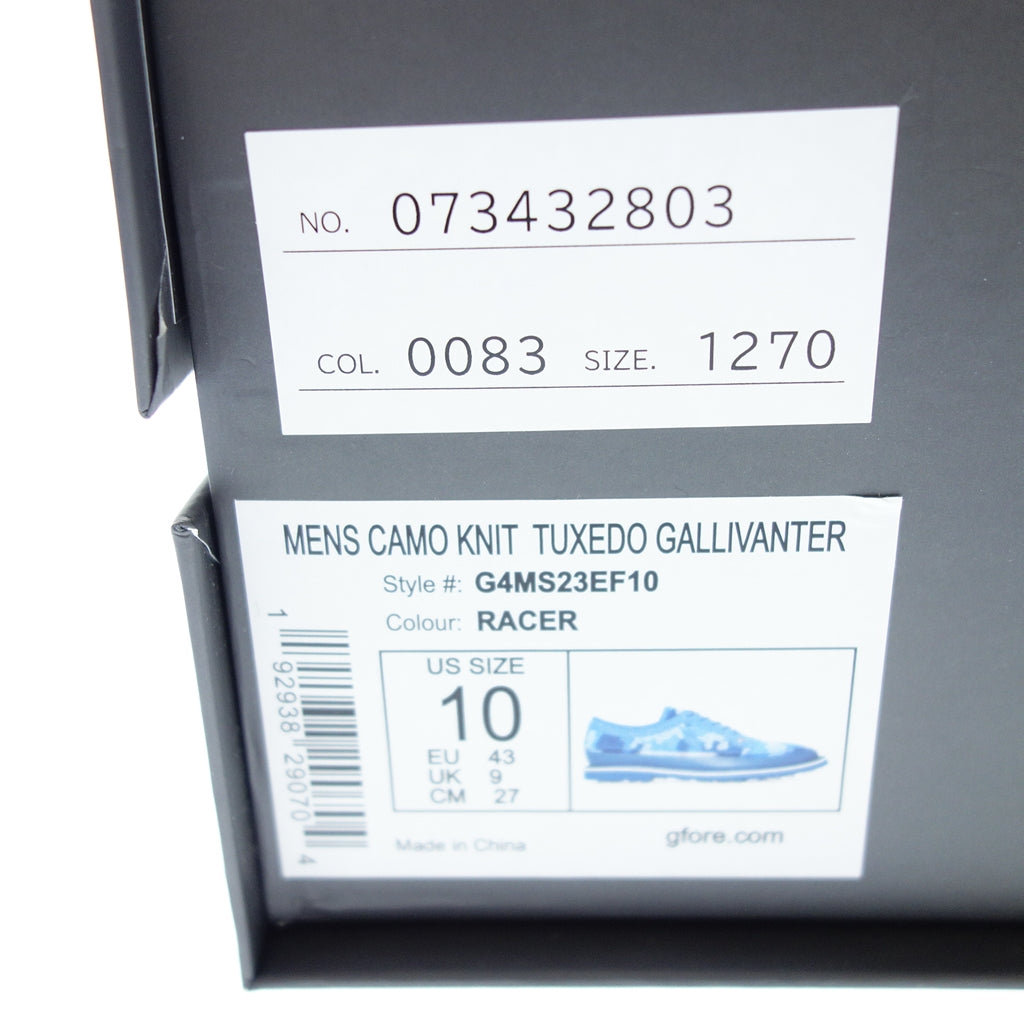 NO. 073432803
COL. 0083 SIZE. 1270
MENS CAMO KNIT TUXEDO GALLIVANTER
Style #: G4MS23EF10
Colour: RACER
US SIZE
10
EU 43
UK 9
CM 27
Made in China
gfore.com
1 92938 29070 4